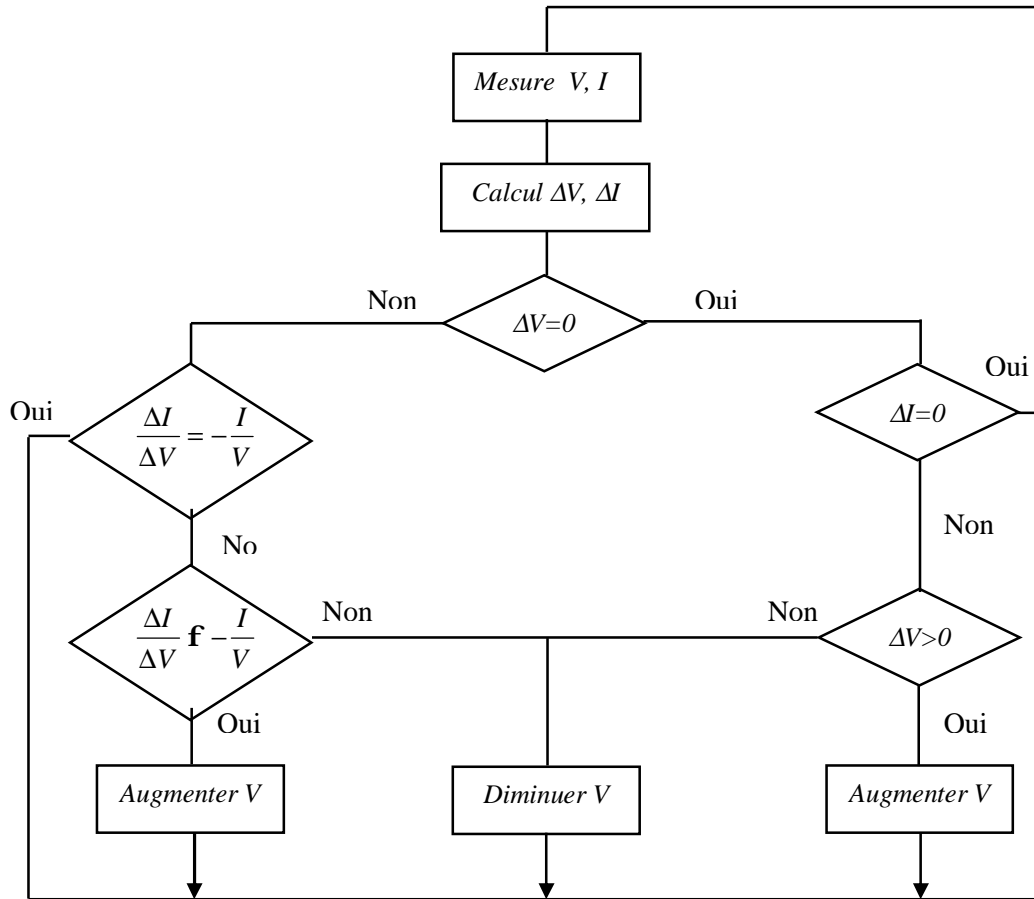 Mesure V, I
Calcul ΔV, ΔI
Non
Oui
ΔV=0
Oui
Oui
ΔI/ΔV = -I/V
ΔI=0
No
Non
ΔI/ΔV f -I/V
Non
Non
ΔV>0
Oui
Oui
Augmenter V
Diminuer V
Augmenter V